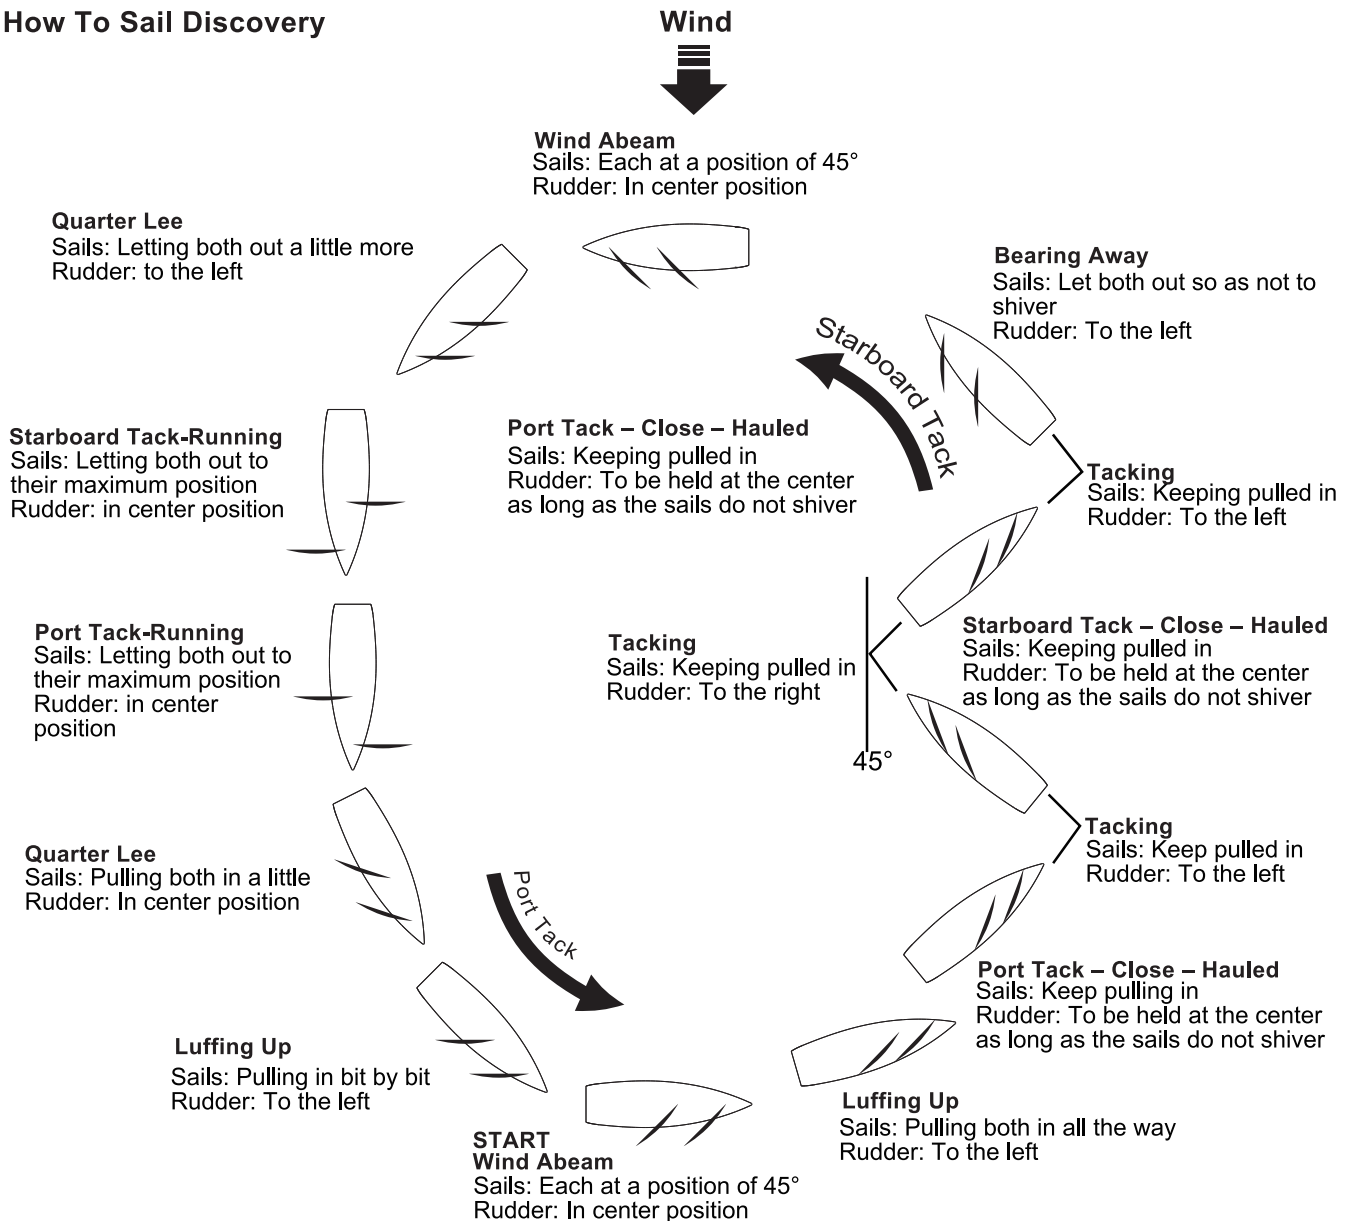 How To Sail Discovery
Wind
Wind Abeam
Sails: Each at a position of 45°
Rudder: In center position
Quarter Lee
Sails: Letting both out a little more
Rudder: to the left
Bearing Away
Sails: Let both out so as not to
shiver
Rudder: To the left
Starboard Tack
Starboard Tack-Running
Sails: Letting both out to
their maximum position
Rudder: in center position
Port Tack – Close – Hauled
Sails: Keeping pulled in
Rudder: To be held at the center
as long as the sails do not shiver
Tacking
Sails: Keeping pulled in
Rudder: To the left
Port Tack-Running
Sails: Letting both out to
their maximum position
Rudder: in center
position
Tacking
Sails: Keeping pulled in
Rudder: To the right
45°
Starboard Tack – Close – Hauled
Sails: Keeping pulled in
Rudder: To be held at the center
as long as the sails do not shiver
Quarter Lee
Sails: Pulling both in a little
Rudder: In center position
Port Tack
Tacking
Sails: Keep pulled in
Rudder: To the left
Port Tack – Close – Hauled
Sails: Keep pulling in
Rudder: To be held at the center
as long as the sails do not shiver
Luffing Up
Sails: Pulling in bit by bit
Rudder: To the left
Luffing Up
Sails: Pulling both in all the way
Rudder: To the left
START
Wind Abeam
Sails: Each at a position of 45°
Rudder: In center position